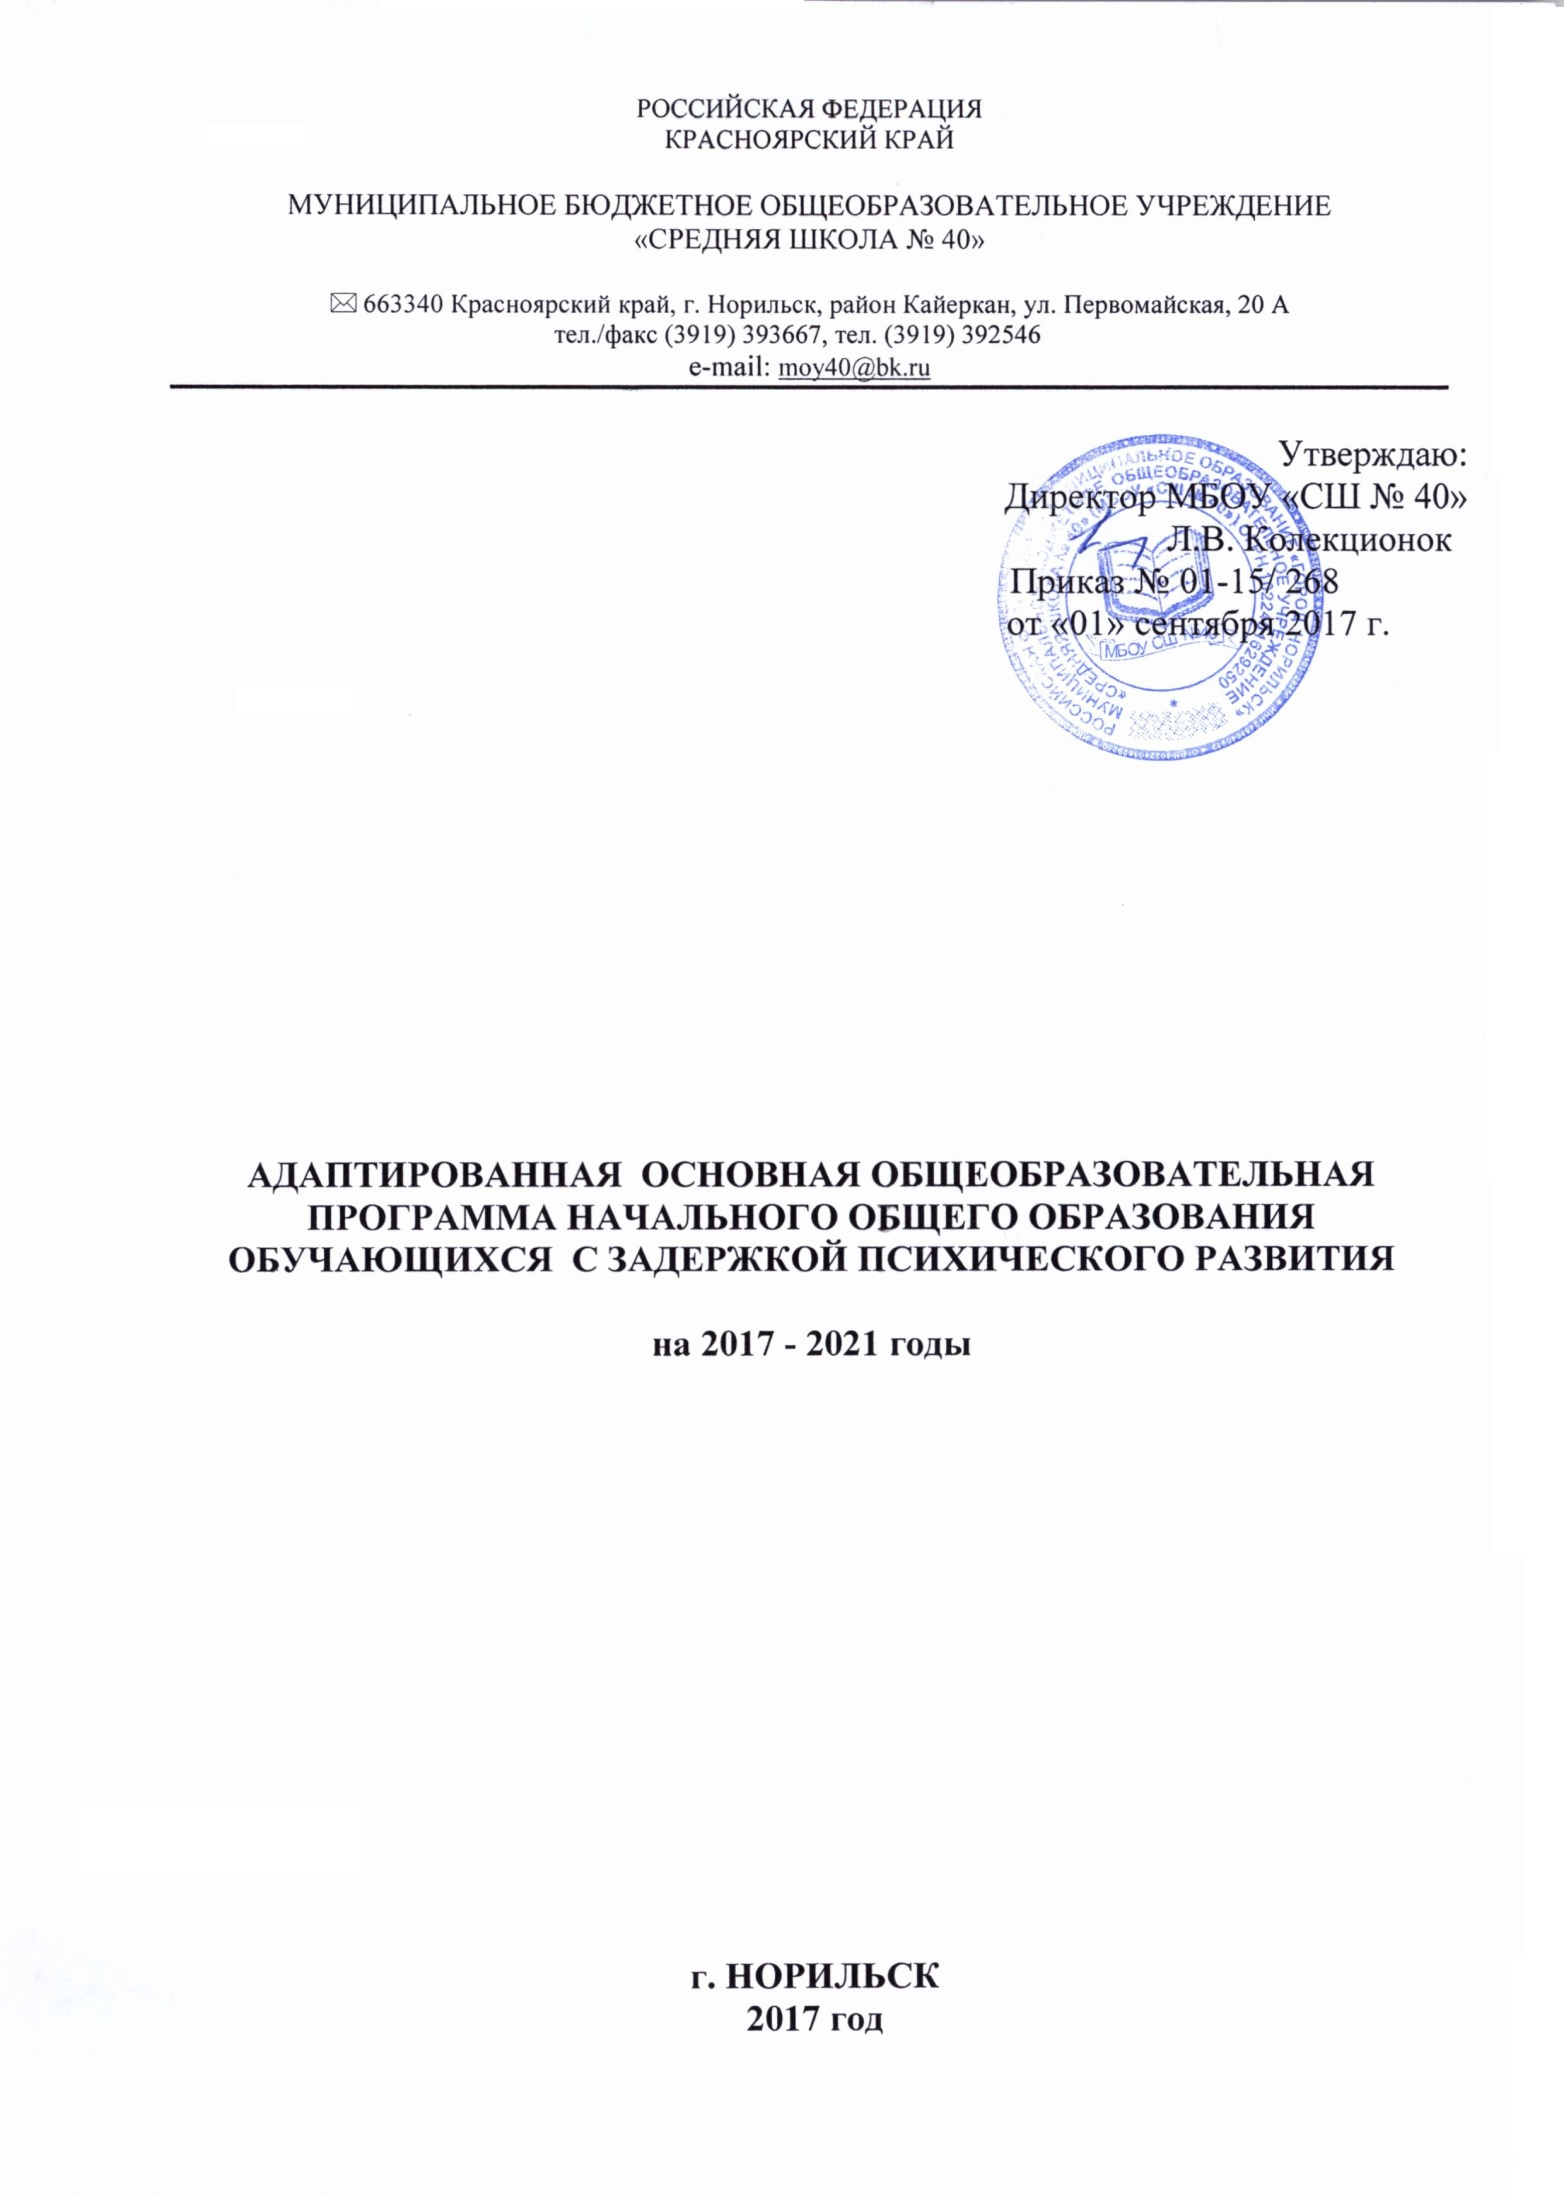 РОССИЙСКАЯ ФЕДЕРАЦИЯ
КРАСНОЯРСКИЙ КРАЙ
МУНИЦИПАЛЬНОЕ БЮДЖЕТНОЕ ОБЩЕОБРАЗОВАТЕЛЬНОЕ УЧРЕЖДЕНИЕ
«СРЕДНЯЯ ШКОЛА № 40»
663340 Красноярский край, г. Норильск, район Кайеркан, ул. Первомайская, 20 А
тел./факс (3919) 393667, тел. (3919) 392546
e-mail: moy40@bk.ru
Утверждаю:
Директор МБОУ «СШ № 40»
Л.В. Колекционок
Приказ № 01-15/ 268
от «01» сентября 2017 г.
МБОУ СШ №40
АДАПТИРОВАННАЯ ОСНОВНАЯ ОБЩЕОБРАЗОВАТЕЛЬНАЯ
ПРОГРАММА НАЧАЛЬНОГО ОБЩЕГО ОБРАЗОВАНИЯ
ОБУЧАЮЩИХСЯ С ЗАДЕРЖКОЙ ПСИХИЧЕСКОГО РАЗВИТИЯ
на 2017 - 2021 годы
г. НОРИЛЬСК
2017 год